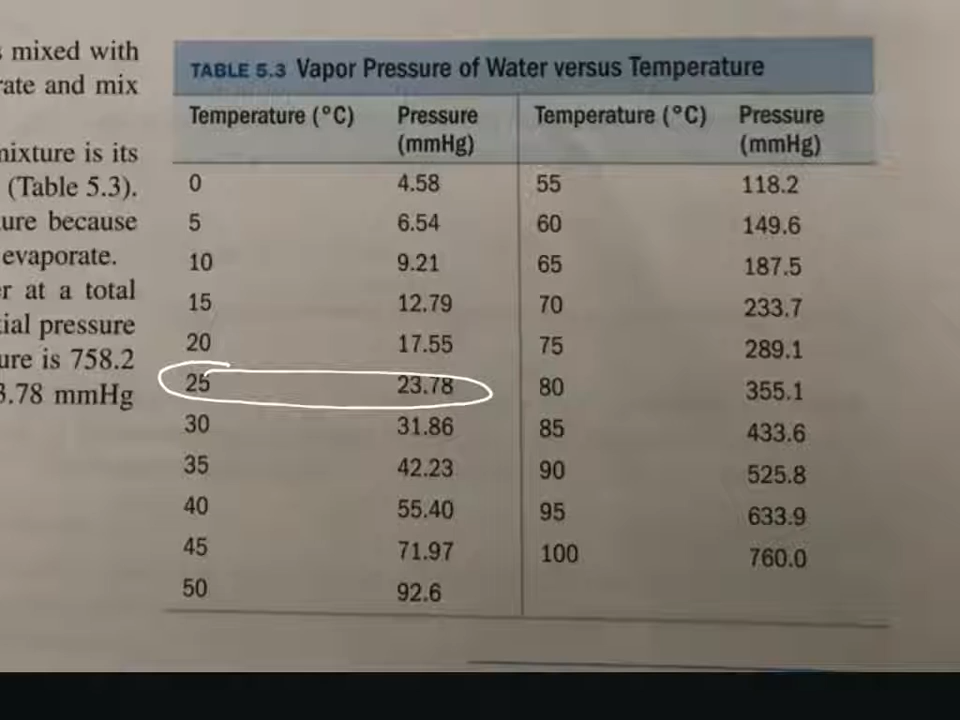 mixed with
rate and mix
mixture is its
(Table 5.3).
ure because
evaporate.
er at a total
tial pressure
ure is 758.2
3.78 mmHg
TABLE 5.3 Vapor Pressure of Water versus Temperature
Temperature (°C) Pressure (mmHg) Temperature (°C) Pressure (mmHg)
0 4.58 55 118.2
5 6.54 60 149.6
10 9.21 65 187.5
15 12.79 70 233.7
20 17.55 75 289.1
25 23.78 80 355.1
30 31.86 85 433.6
35 42.23 90 525.8
40 55.40 95 633.9
45 71.97 100 760.0
50 92.6